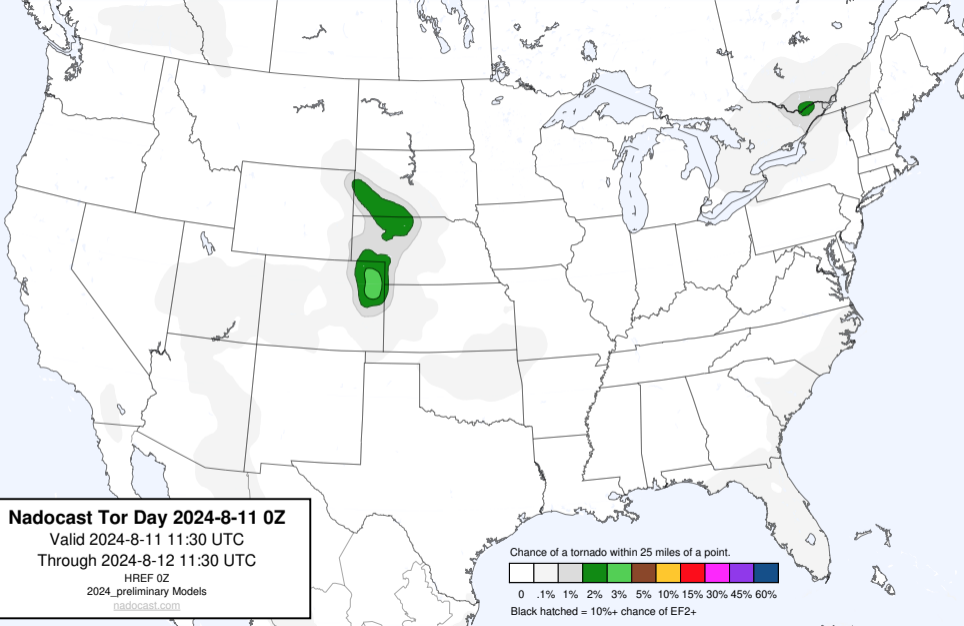 Nadocast Tor Day 2024-8-11 0Z
Valid 2024-8-11 11:30 UTC
Through 2024-8-12 11:30 UTC
HREF 0Z
2024_preliminary Models
nadocast.com
Chance of a tornado within 25 miles of a point.
0 .1% 1% 2% 3% 5% 10% 15% 30% 45% 60%
Black hatched = 10%+ chance of EF2+